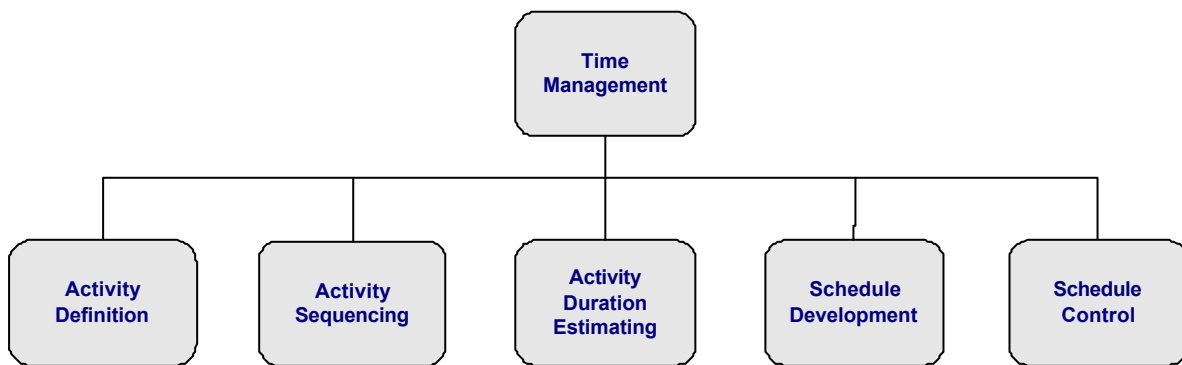 Time
Management
Activity
Definition
Activity
Sequencing
Activity
Duration
Estimating
Schedule
Development
Schedule
Control